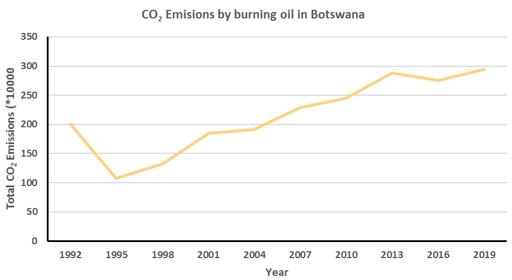 CO₂ Emisions by burning oil in Botswana
Total CO₂ Emissions (*10000
350
300
250
200
150
100
50
0
1992 1995 1998 2001 2004 2007 2010 2013 2016 2019
Year